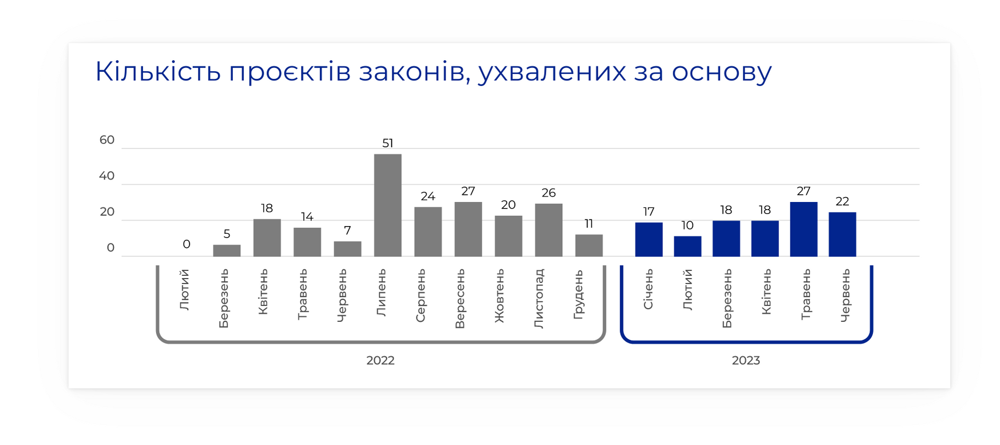 Кількість проєктів законів, ухвалених за основу
60
40
20
0
0
5
18
14
7
51
24
27
20
26
11
17
10
18
18
27
22
Лютий
Березень
Квітень
Травень
Червень
Липень
Серпень
Вересень
Жовтень
Листопад
Грудень
Січень
Лютий
Березень
Квітень
Травень
Червень
2022
2023